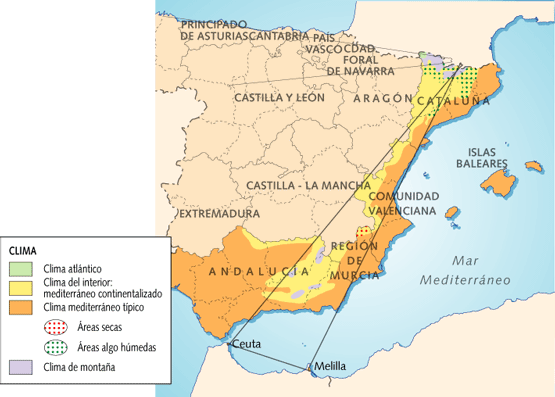 PRINCIPADO
DE ASTURIAS
CANTABRIA
PAÍS
VASCO
CDAD
FORAL
DE NAVARRA
CASTILLA Y LEÓN
ARAGÓN
CATALUÑA
ISLAS
BALEARES
CASTILLA - LA MANCHA
COMUNIDAD
VALENCIANA
EXTREMADURA
REGIÓN
DE
MURCIA
ANDALUCÍA
Mar
Mediterráneo
CLIMA
Clima atlántico
Clima del interior:
mediterráneo continentalizado
Clima mediterráneo típico
Áreas secas
Áreas algo húmedas
Clima de montaña
Ceuta
Melilla